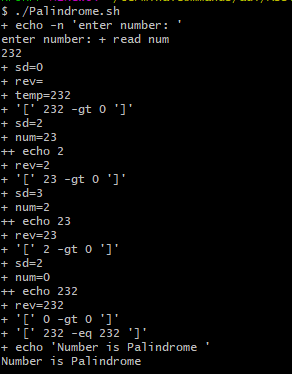 $ ./Palindrome.sh
+ echo -n 'enter number: '
enter number: + read num
232
+ sd=0
+ rev=
+ temp=232
+ '[' 232 -gt 0 ']'
+ sd=2
+ num=23
++ echo 2
+ rev=2
+ '[' 23 -gt 0 ']'
+ sd=3
+ num=2
++ echo 23
+ rev=23
+ '[' 2 -gt 0 ']'
+ sd=2
+ num=0
++ echo 232
+ rev=232
+ '[' 0 -gt 0 ']'
+ '[' 232 -eq 232 ']'
+ echo 'Number is Palindrome '
Number is Palindrome